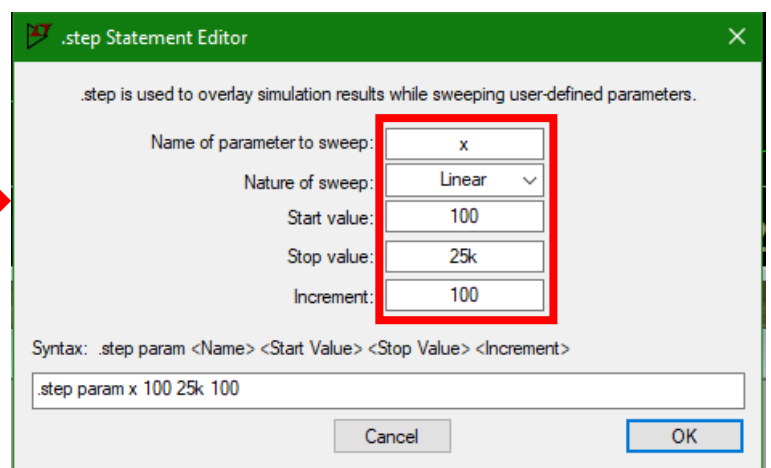 .step Statement Editor
.step is used to overlay simulation results while sweeping user-defined parameters.
Name of parameter to sweep: x
Nature of sweep: Linear
Start value: 100
Stop value: 25k
Increment: 100
Syntax: .step param <Name> <Start Value> <Stop Value> <Increment>
.step param x 100 25k 100
Cancel OK